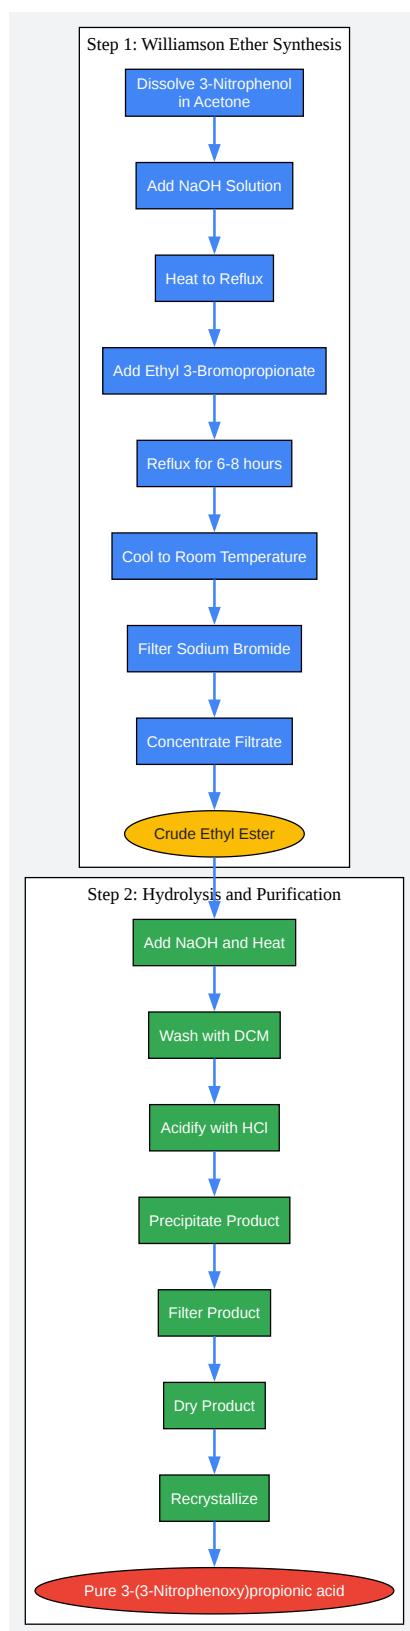 Step 1: Williamson Ether Synthesis
Dissolve 3-Nitrophenol
in Acetone
Add NaOH Solution
Heat to Reflux
Add Ethyl 3-Bromopropionate
Reflux for 6-8 hours
Cool to Room Temperature
Filter Sodium Bromide
Concentrate Filtrate
Crude Ethyl Ester
Step 2: Hydrolysis and Purification
Add NaOH and Heat
Wash with DCM
Acidify with HCl
Precipitate Product
Filter Product
Dry Product
Recrystallize
Pure 3-(3-Nitrophenoxy)propionic acid